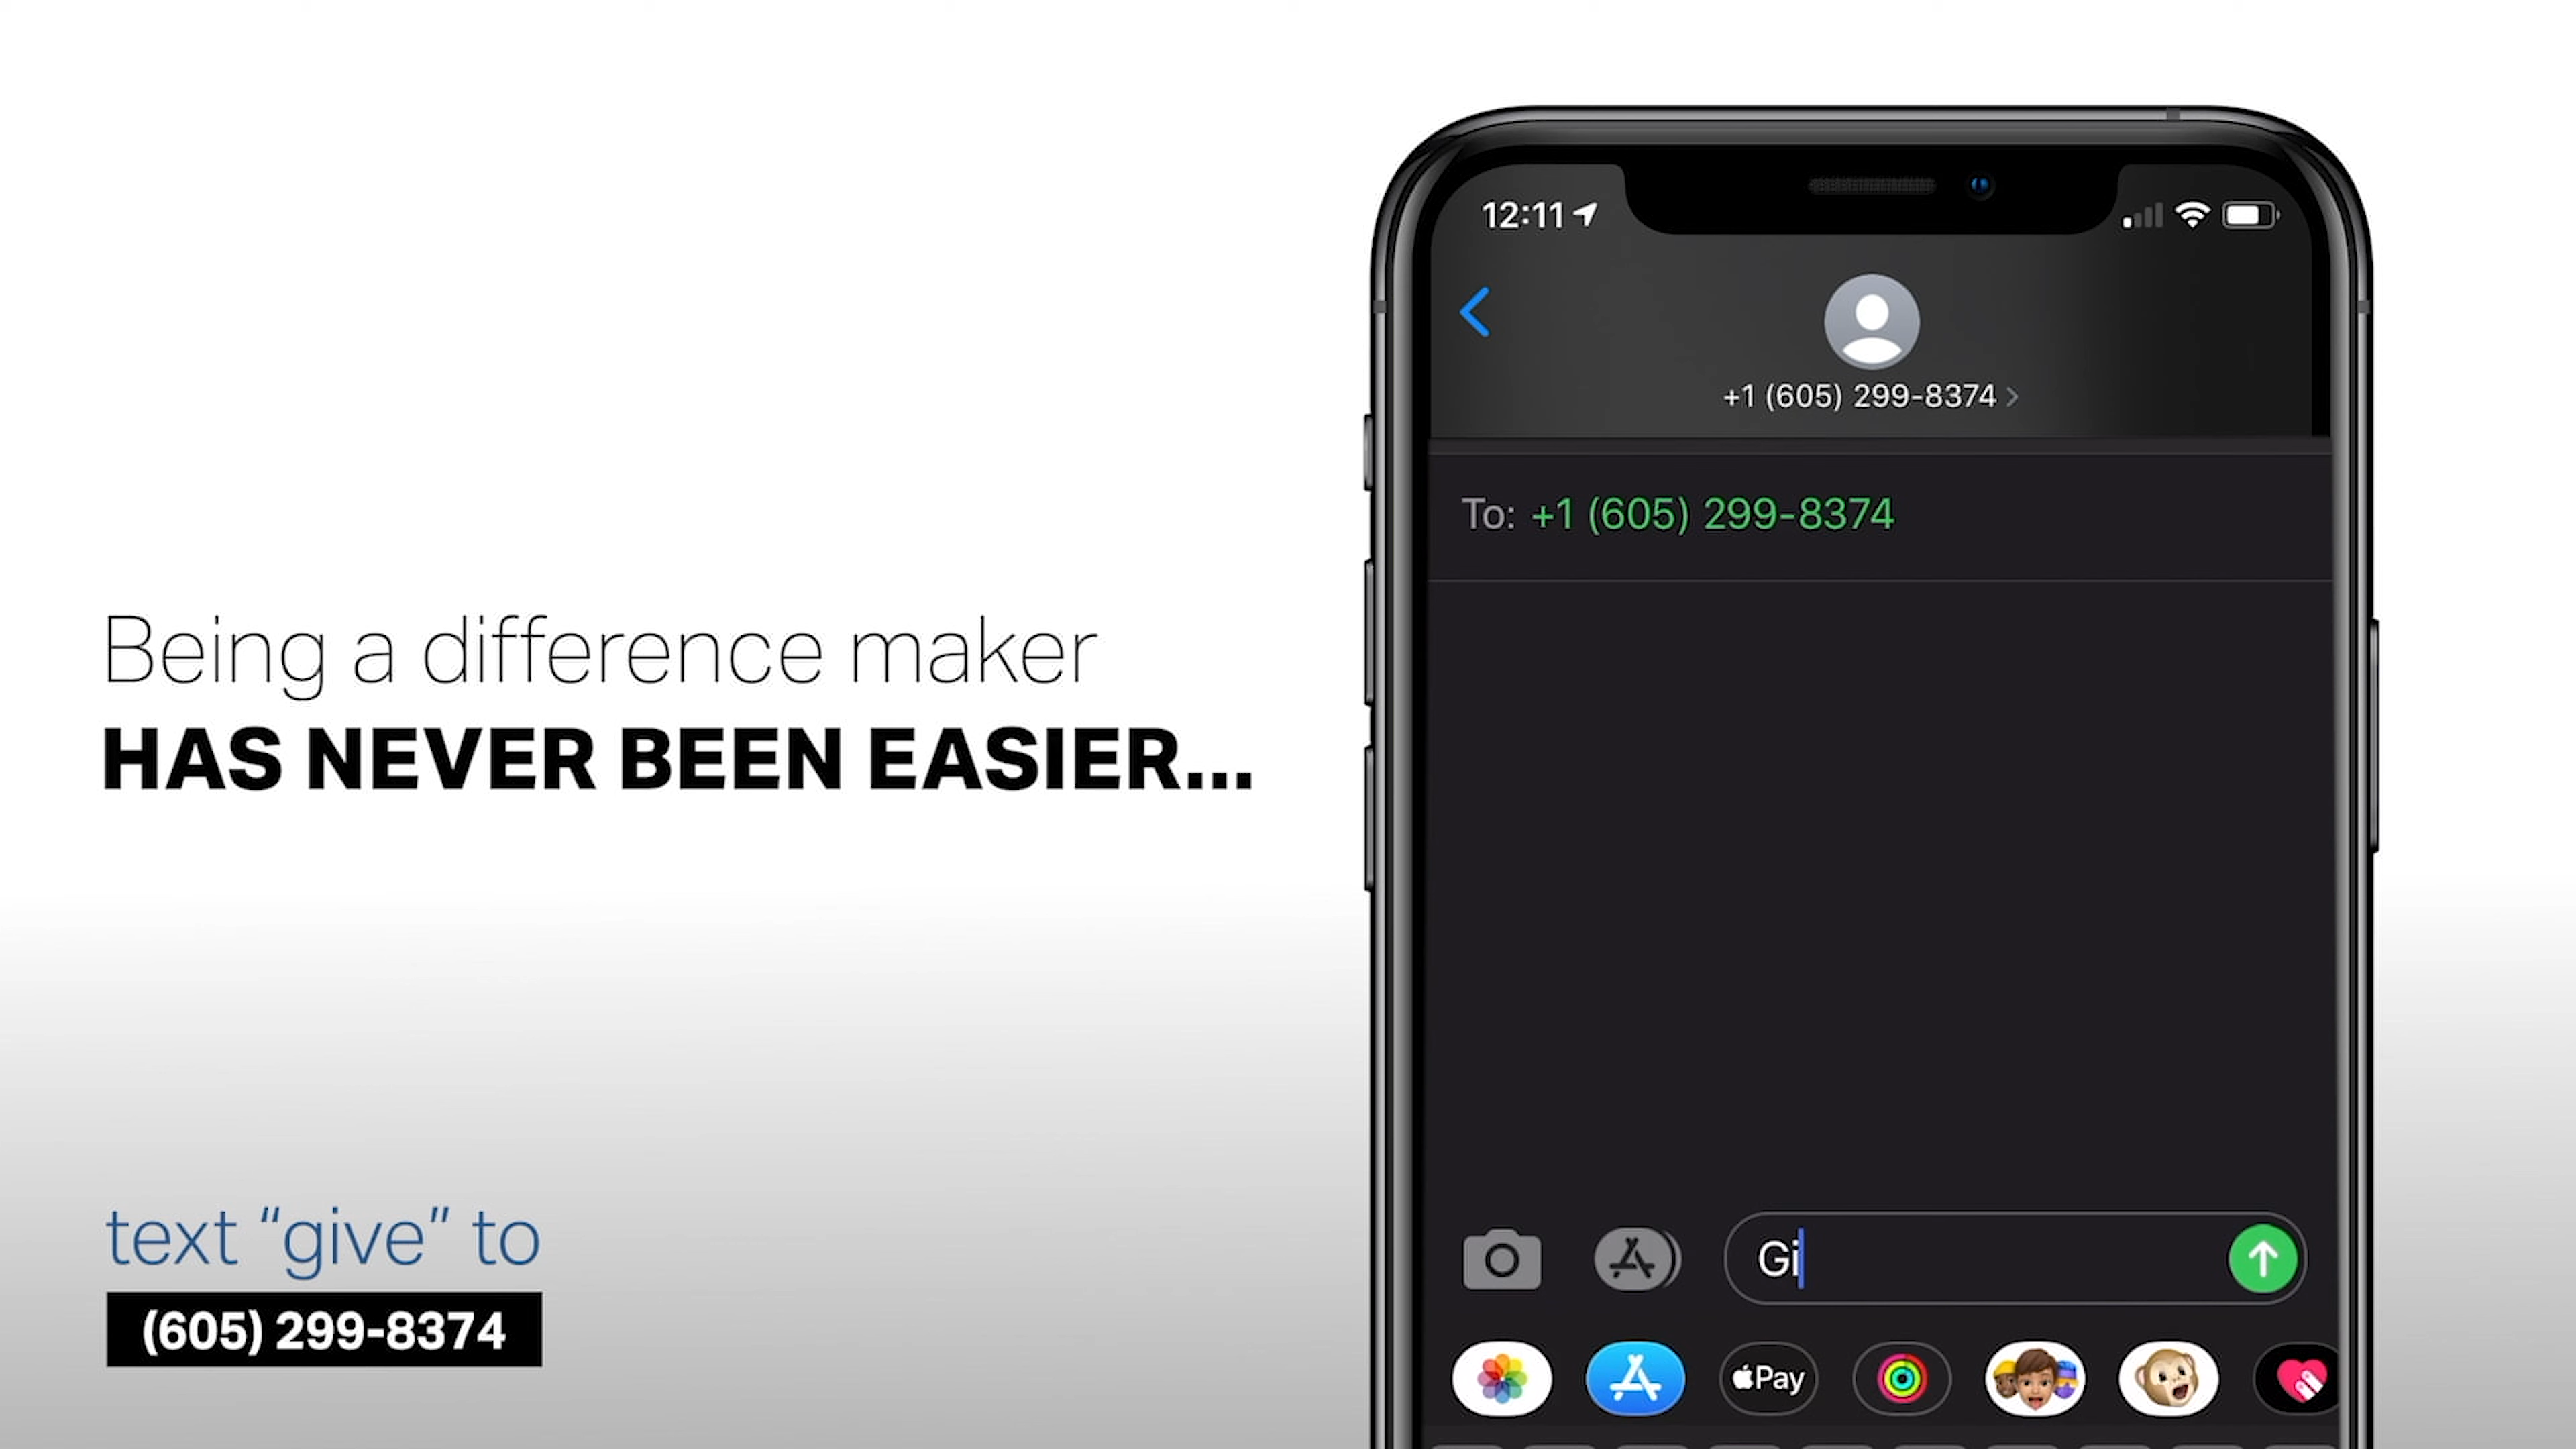 Being a difference maker
HAS NEVER BEEN EASIER...
text “give” to
(605) 299-8374
12:11
+1 (605) 299-8374
To: +1 (605) 299-8374
Gi
Pay